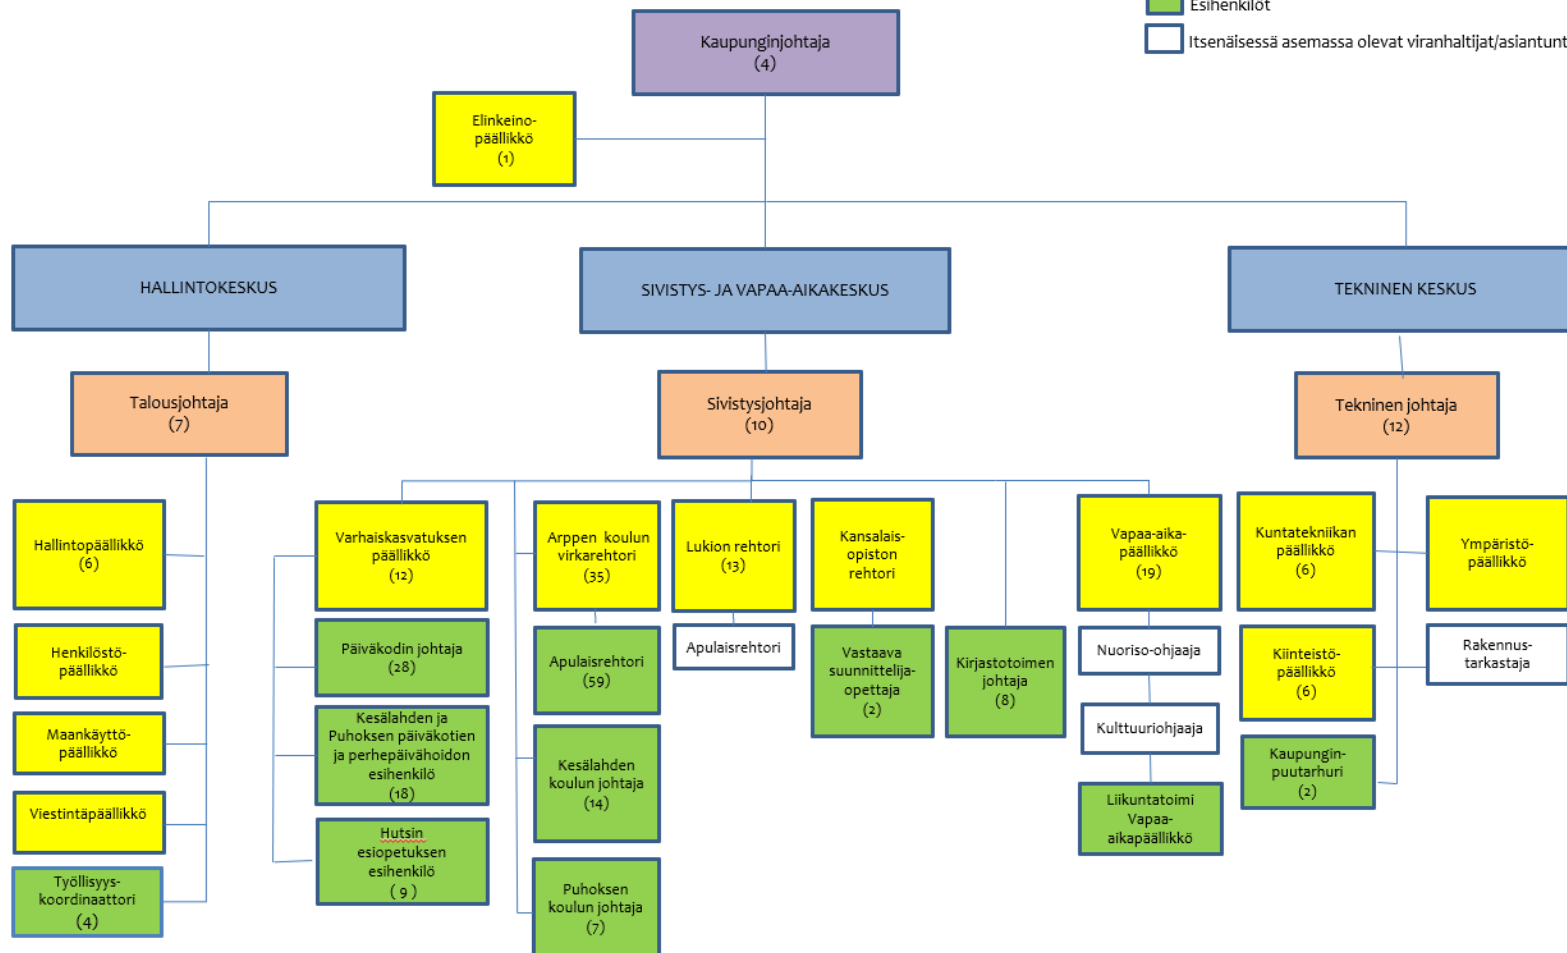 Esihenkilöt
Itsenäisessä asemassa olevat viranhaltijat/asiantunt
Kaupunginjohtaja
(4)
Elinkeino-
päällikkö
(1)
HALLINTOKESKUS
SIVISTYS- JA VAPAA-AIKAKESKUS
TEKNINEN KESKUS
Talousjohtaja
(7)
Sivistysjohtaja
(10)
Tekninen johtaja
(12)
Hallintopäällikkö
(6)
Henkilöstö-
päällikkö
Maankäyttö-
päällikkö
Viestintäpäällikkö
Työllisyys-
koordinaattori
(4)
Varhaiskasvatuksen
päällikkö
(12)
Päiväkodin johtaja
(28)
Kesälahden ja
Puhoksen päiväkotien
ja perhepäivähoidon
esihenkilö
(18)
Hutsin
esiopetuksen
esihenkilö
( 9 )
Arppen koulun
virkarehtori
(35)
Apulaisrehtori
(59)
Kesälahden
koulun johtaja
(14)
Puhoksen
koulun johtaja
(7)
Lukion rehtori
(13)
Apulaisrehtori
Kansalais-
opiston
rehtori
Vastaava
suunnittelija-
opettaja
(2)
Kirjastotoimen
johtaja
(8)
Vapaa-aika-
päällikkö
(19)
Nuoriso-ohjaaja
Kulttuuriohjaaja
Liikuntatoimi
Vapaa-
aikapäällikkö
Kuntatekniikan
päällikkö
(6)
Kiinteistö-
päällikkö
(6)
Kaupungin-
puutarhuri
(2)
Ympäristö-
päällikkö
Rakennus-
tarkastaja